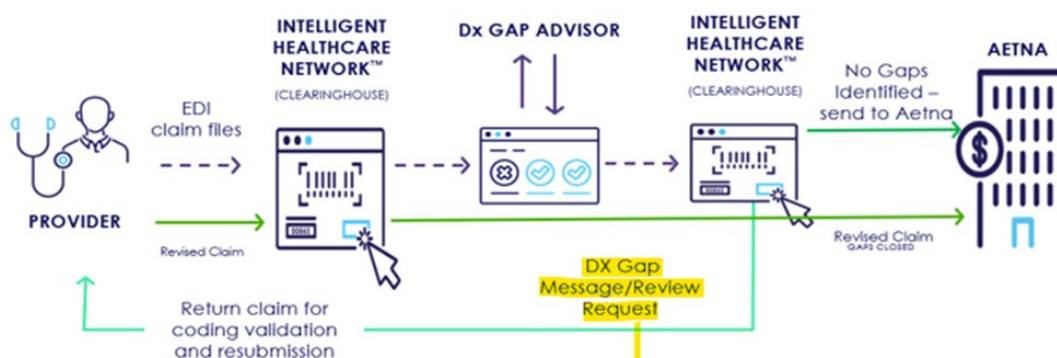 INTELLIGENT
HEALTHCARE
NETWORK™
(CLEARINGHOUSE)
Dx GAP ADVISOR
INTELLIGENT
HEALTHCARE
NETWORK™
(CLEARINGHOUSE)
AETNA
EDI
claim files
No Gaps
Identified –
send to Aetna
$
PROVIDER
Revised Claim
Revised Claim
GAPS CLOSED
DX Gap
Message/Review
Request
Return claim for
coding validation
and resubmission